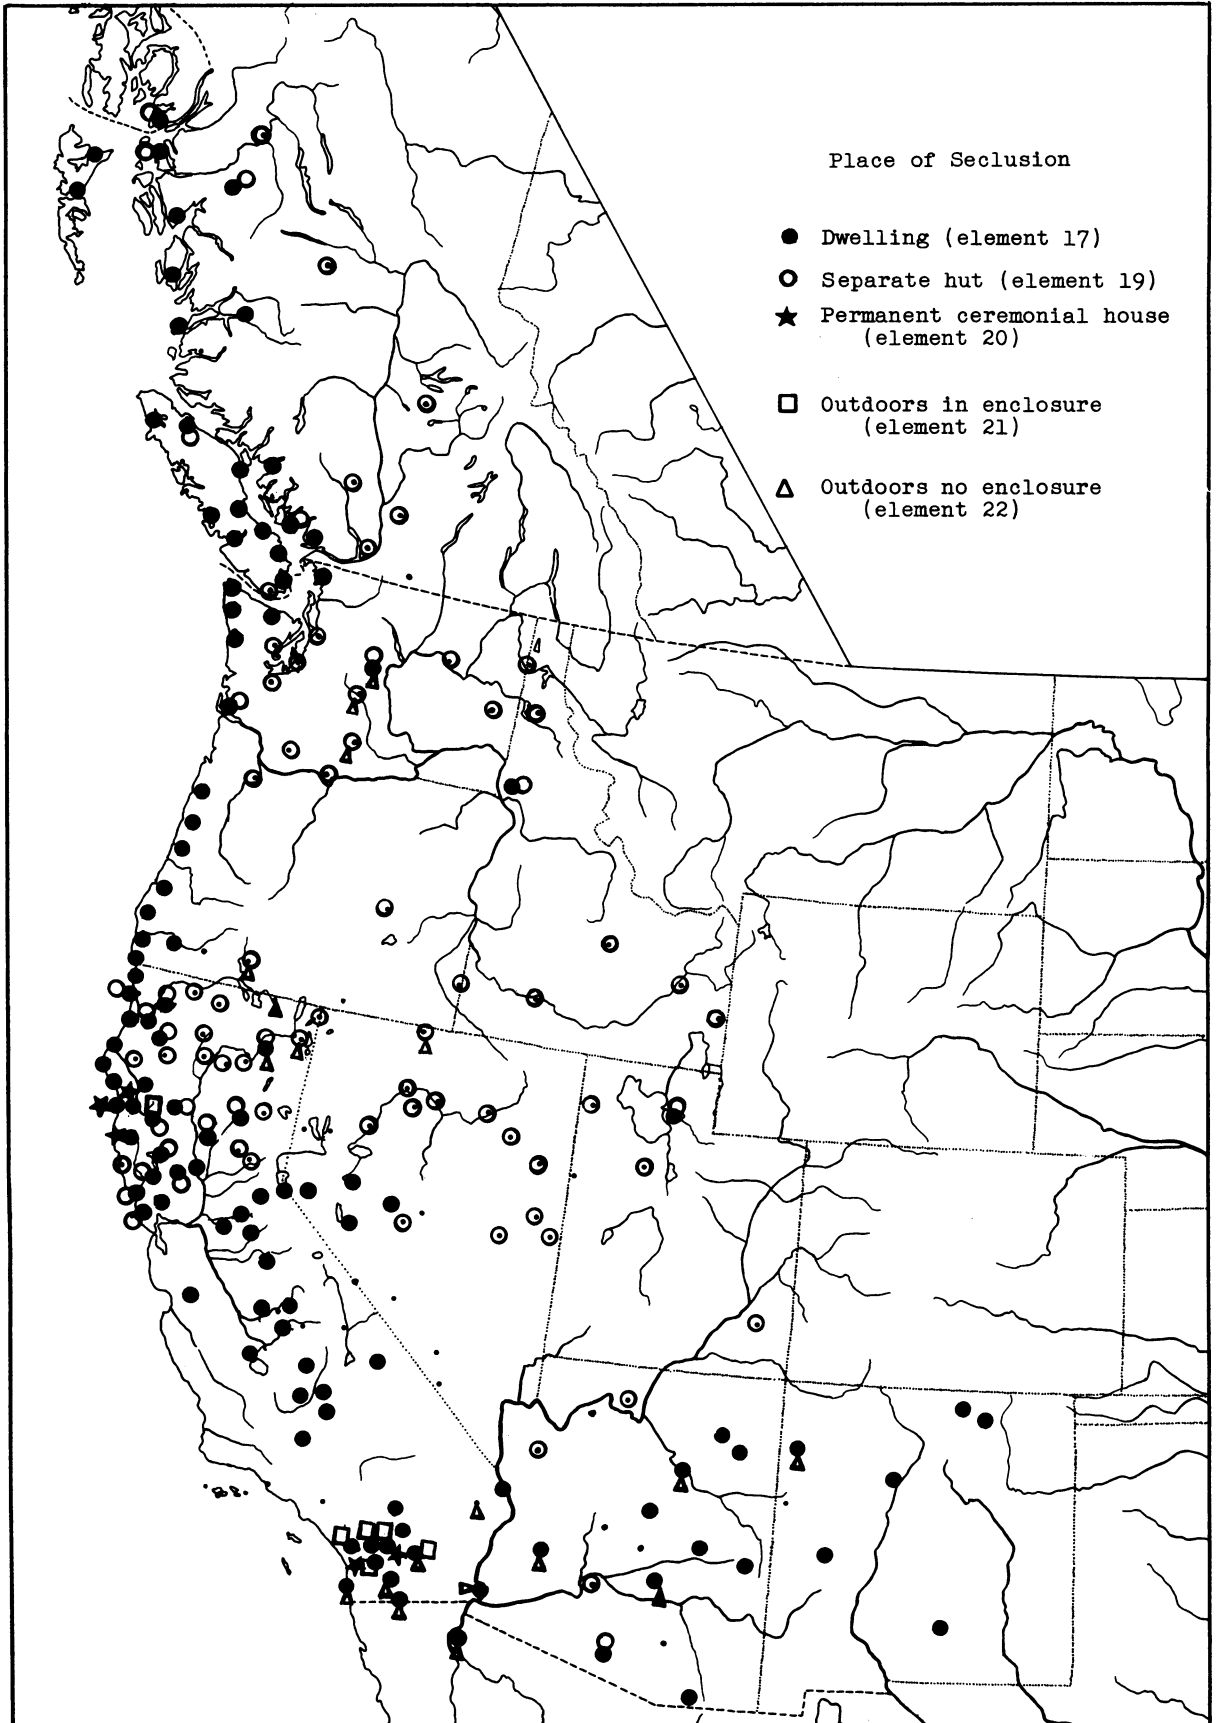 Place of Seclusion
Dwelling (element 17)
Separate hut (element 19)
Permanent ceremonial house
(element 20)
Outdoors in enclosure
(element 21)
Outdoors no enclosure
(element 22)